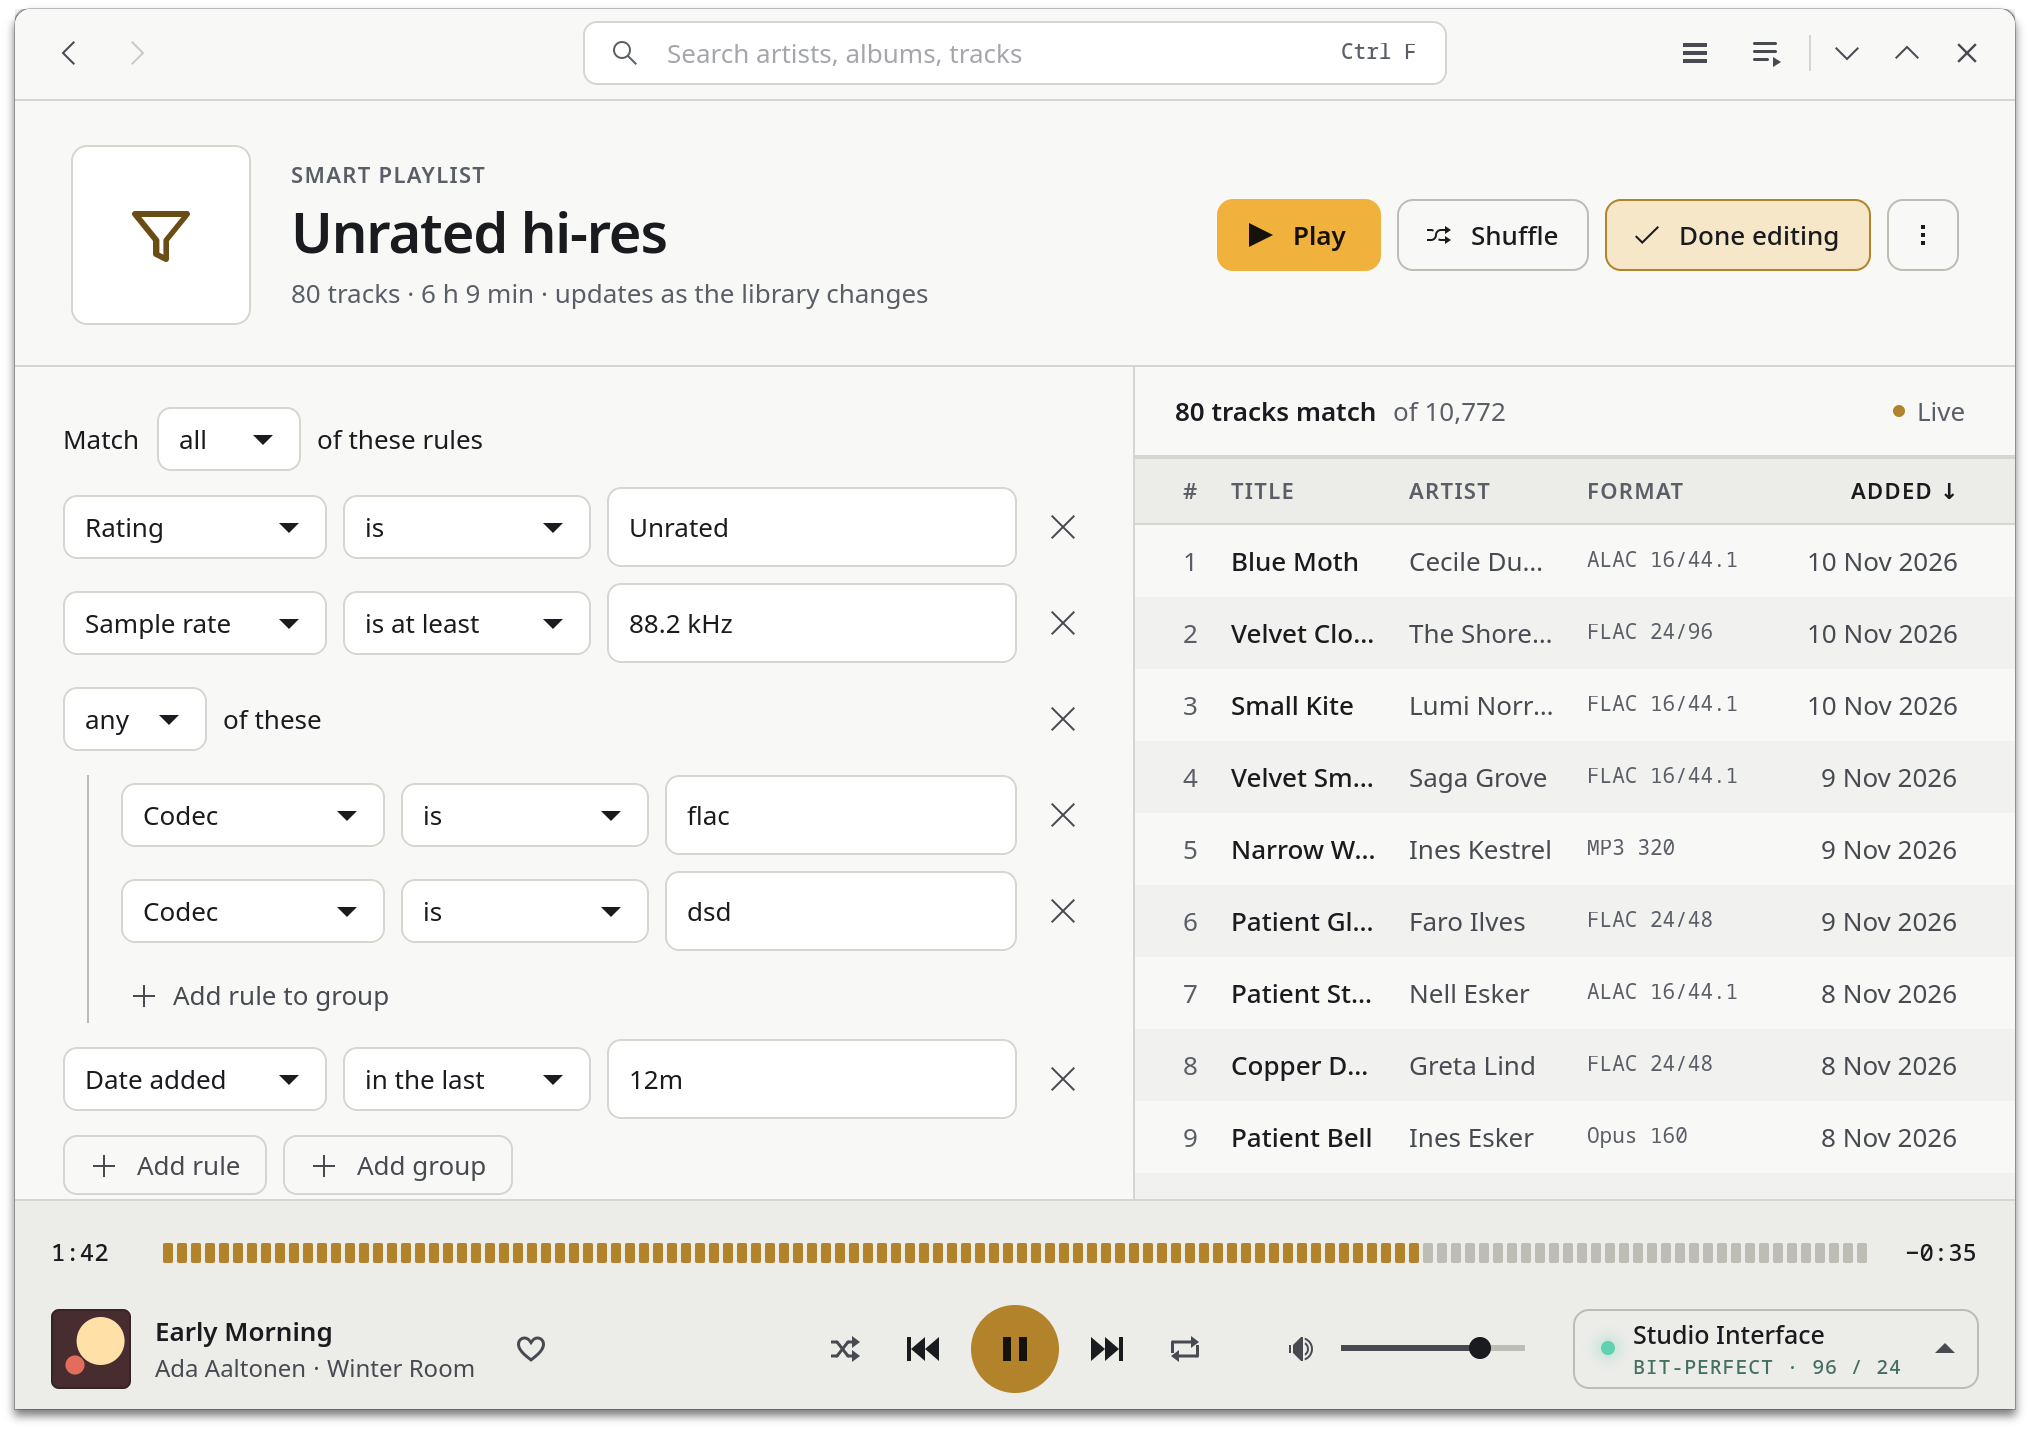 Search artists, albums, tracks Ctrl F
SMART PLAYLIST
Unrated hi-res
80 tracks · 6 h 9 min · updates as the library changes
Play
Shuffle
Done editing
Match all of these rules
Rating is Unrated
Sample rate is at least 88.2 kHz
any of these
Codec is flac
Codec is dsd
Add rule to group
Date added in the last 12m
Add rule Add group
80 tracks match of 10,772 Live
# TITLE ARTIST FORMAT ADDED ↓
1 Blue Moth Cecile Du… ALAC 16/44.1 10 Nov 2026
2 Velvet Clo… The Shore… FLAC 24/96 10 Nov 2026
3 Small Kite Lumi Norr… FLAC 16/44.1 10 Nov 2026
4 Velvet Sm… Saga Grove FLAC 16/44.1 9 Nov 2026
5 Narrow W… Ines Kestrel MP3 320 9 Nov 2026
6 Patient Gl… Faro Ilves FLAC 24/48 9 Nov 2026
7 Patient St… Nell Esker ALAC 16/44.1 8 Nov 2026
8 Copper D… Greta Lind FLAC 24/48 8 Nov 2026
9 Patient Bell Ines Esker Opus 160 8 Nov 2026
1:42 −0:35
Early Morning
Ada Aaltonen · Winter Room
Studio Interface
BIT-PERFECT · 96 / 24